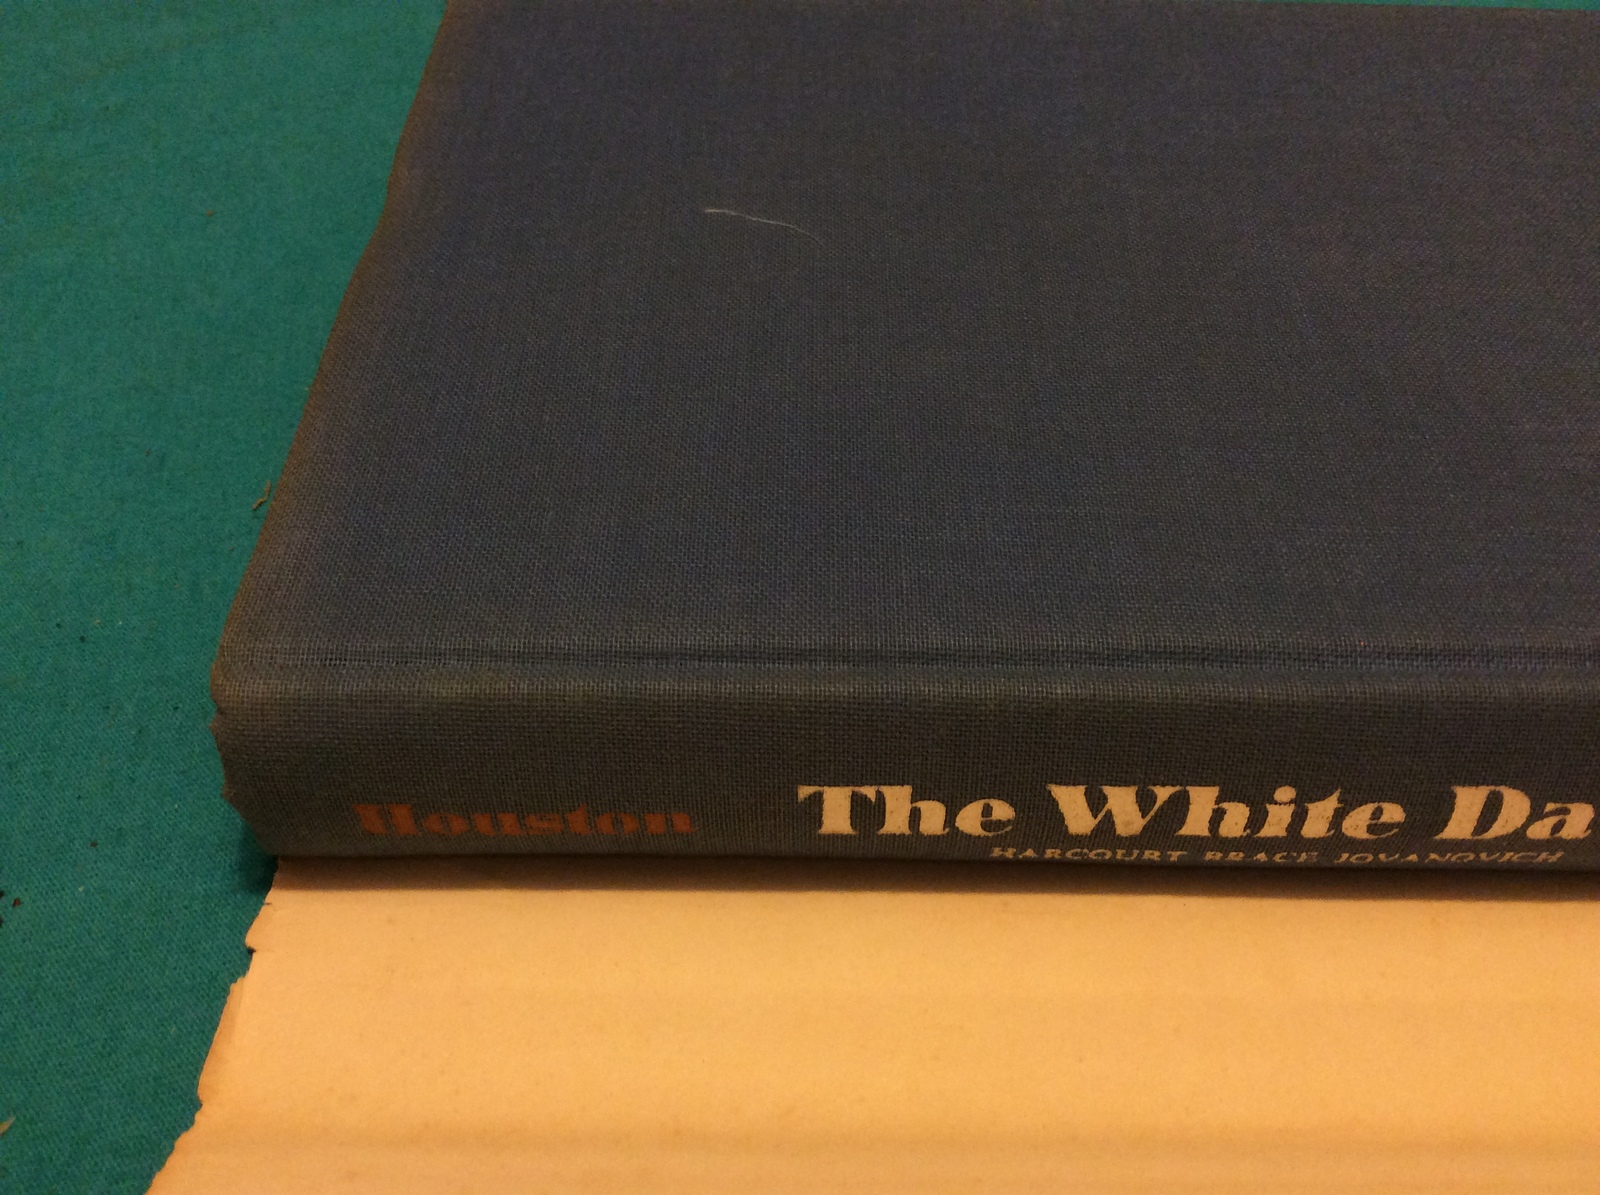 Houston
The White Da
HARCOURT BRACE JOVANOVICH